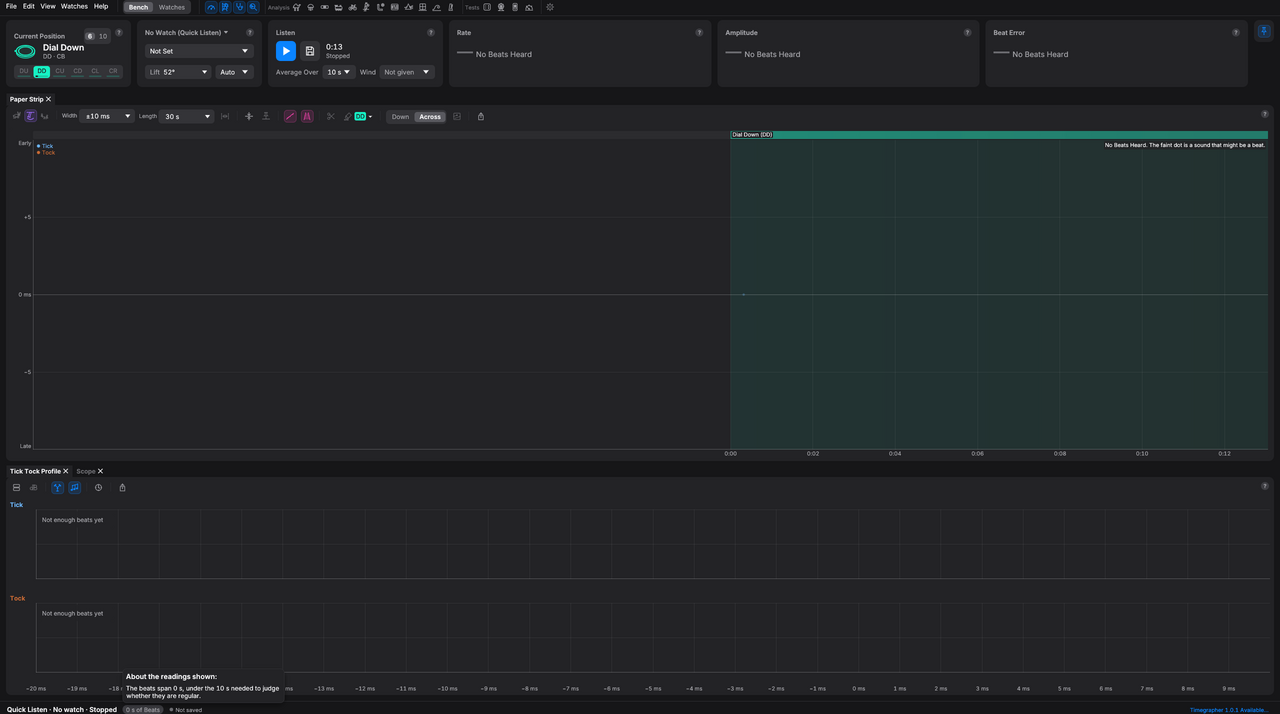 File Edit View Watches Help Bench Watches Analysis Tests
Current Position 6 10
Dial Down
DD · CB
DU DD CU CD CL CR
No Watch (Quick Listen)
Not Set
Lift 52° Auto
Listen
0:13
Stopped
Average Over 10 s Wind Not given
Rate
No Beats Heard
Amplitude
No Beats Heard
Beat Error
No Beats Heard
Paper Strip
Width ±10 ms Length 30 s DD Down Across
Dial Down (DD)
No Beats Heard. The faint dot is a sound that might be a beat.
Early
Tick
Tock
+5
0 ms
−5
Late
0:00 0:02 0:04 0:06 0:08 0:10 0:12
Tick Tock Profile Scope
Tick
Not enough beats yet
Tock
Not enough beats yet
About the readings shown:
The beats span 0 s, under the 10 s needed to judge
whether they are regular.
−20 ms −19 ms −13 ms −12 ms −11 ms −10 ms −9 ms −8 ms −7 ms −6 ms −5 ms −4 ms −3 ms −2 ms −1 ms 0 ms 1 ms 2 ms 3 ms 4 ms 5 ms 6 ms 7 ms 8 ms 9 ms
Quick Listen · No watch · Stopped 0 s of Beats Not saved
Timegrapher 1.0.1 Available...